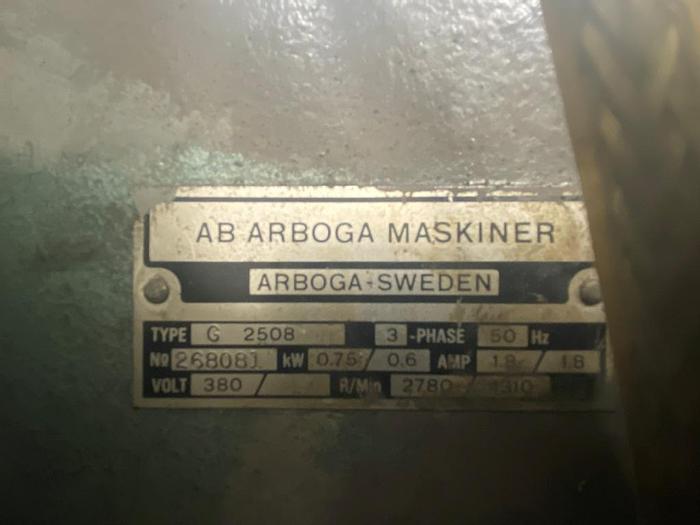 AB ARBOGA MASKINER
ARBOGA-SWEDEN
TYPE G 2508 3-PHASE 50 Hz
No 268081 kW 0.75/0.6 AMP 1.8/1.8
VOLT 380/ R/Min 2780/1310